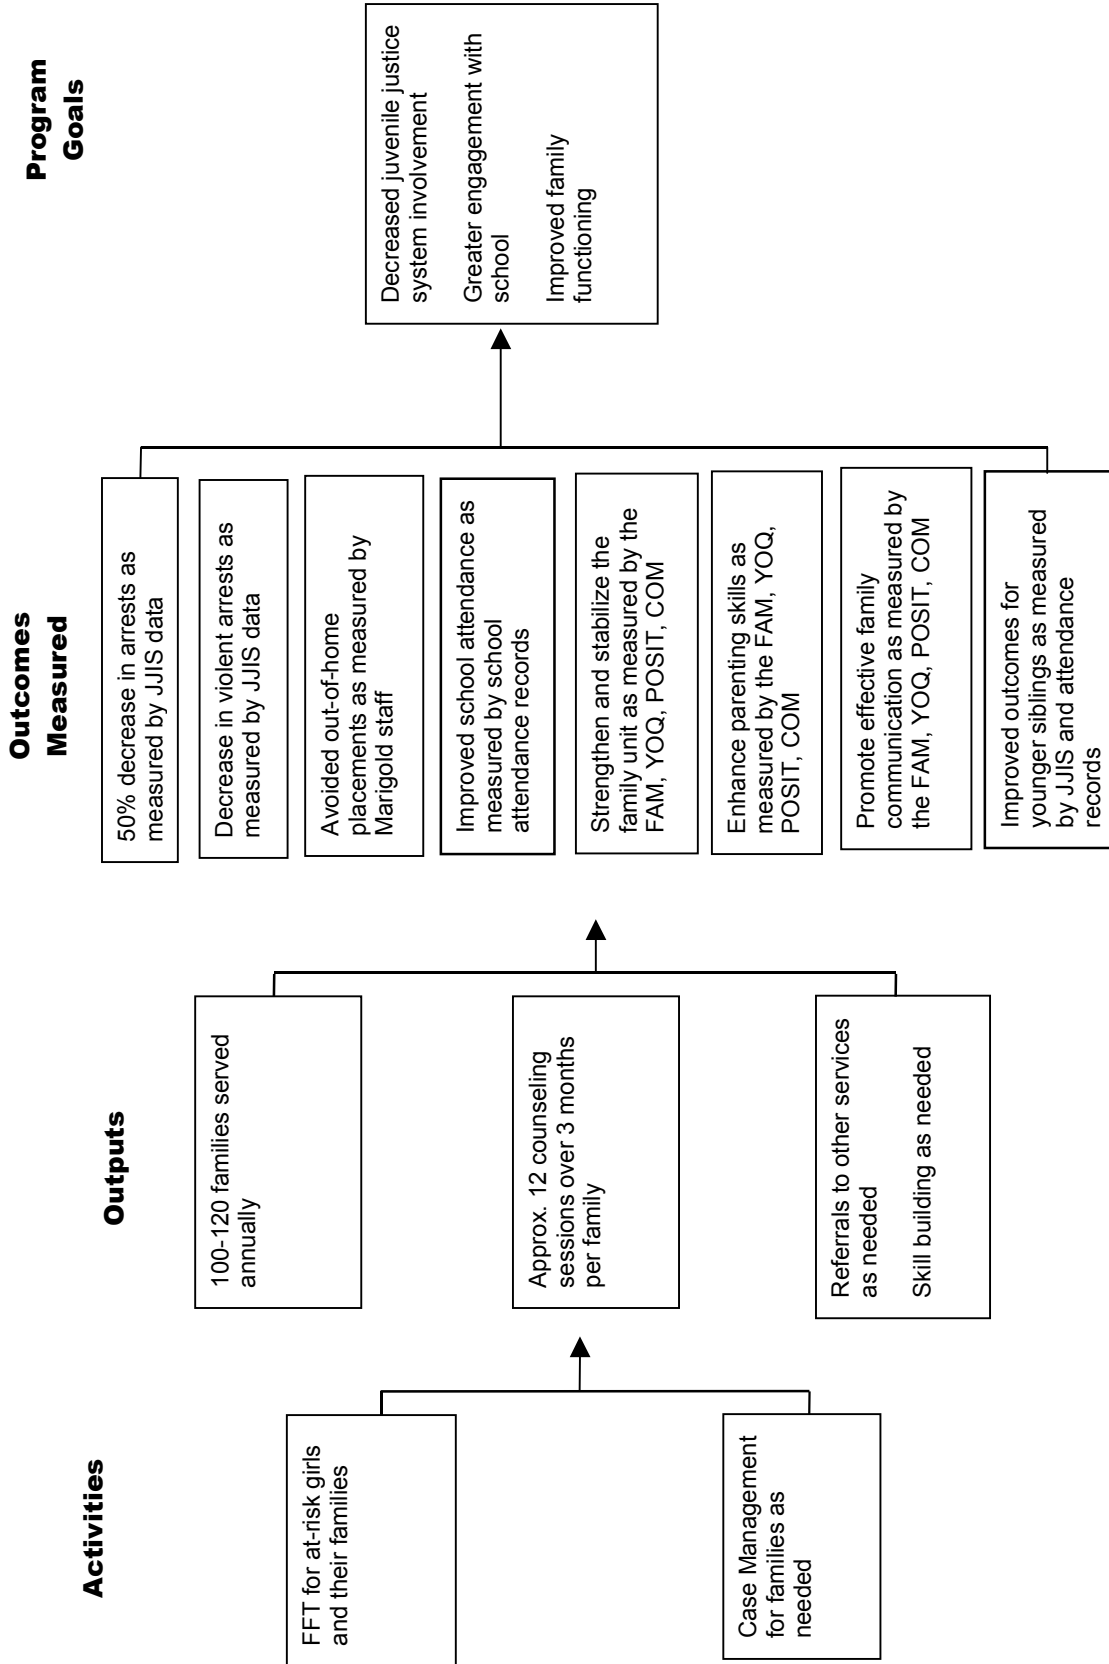 Activities
FFT for at-risk girls
and their families
Case Management
for families as
needed
Outputs
100-120 families served
annually
Approx. 12 counseling
sessions over 3 months
per family
Referrals to other services
as needed
Skill building as needed
Outcomes
Measured
50% decrease in arrests as
measured by JJIS data
Decrease in violent arrests as
measured by JJIS data
Avoided out-of-home
placements as measured by
Marigold staff
Improved school attendance as
measured by school
attendance records
Strengthen and stabilize the
family unit as measured by the
FAM, YOQ, POSIT, COM
Enhance parenting skills as
measured by the FAM, YOQ,
POSIT, COM
Promote effective family
communication as measured by
the FAM, YOQ, POSIT, COM
Improved outcomes for
younger siblings as measured
by JJIS and attendance
records
Program
Goals
Decreased juvenile justice
system involvement
Greater engagement with
school
Improved family
functioning